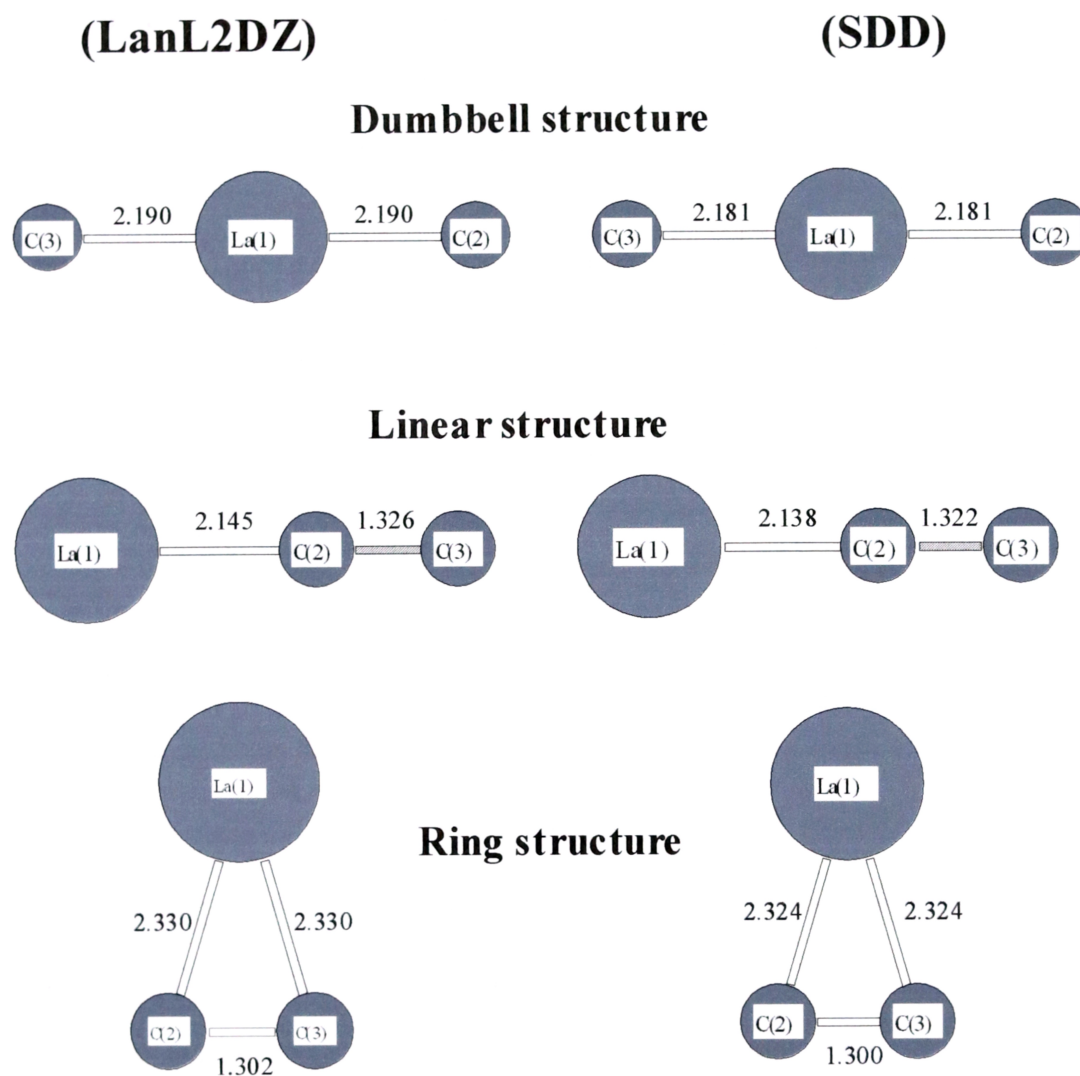 (LanL2DZ) (SDD)
Dumbbell structure
2.190 2.190 2.181 2.181
C(3) La(1) C(2) C(3) La(1) C(2)
Linear structure
2.145 1.326 2.138 1.322
La(1) C(2) C(3) La(1) C(2) C(3)
La(1) La(1)
Ring structure
2.330 2.330 2.324 2.324
C(2) C(3) C(2) C(3)
1.302 1.300